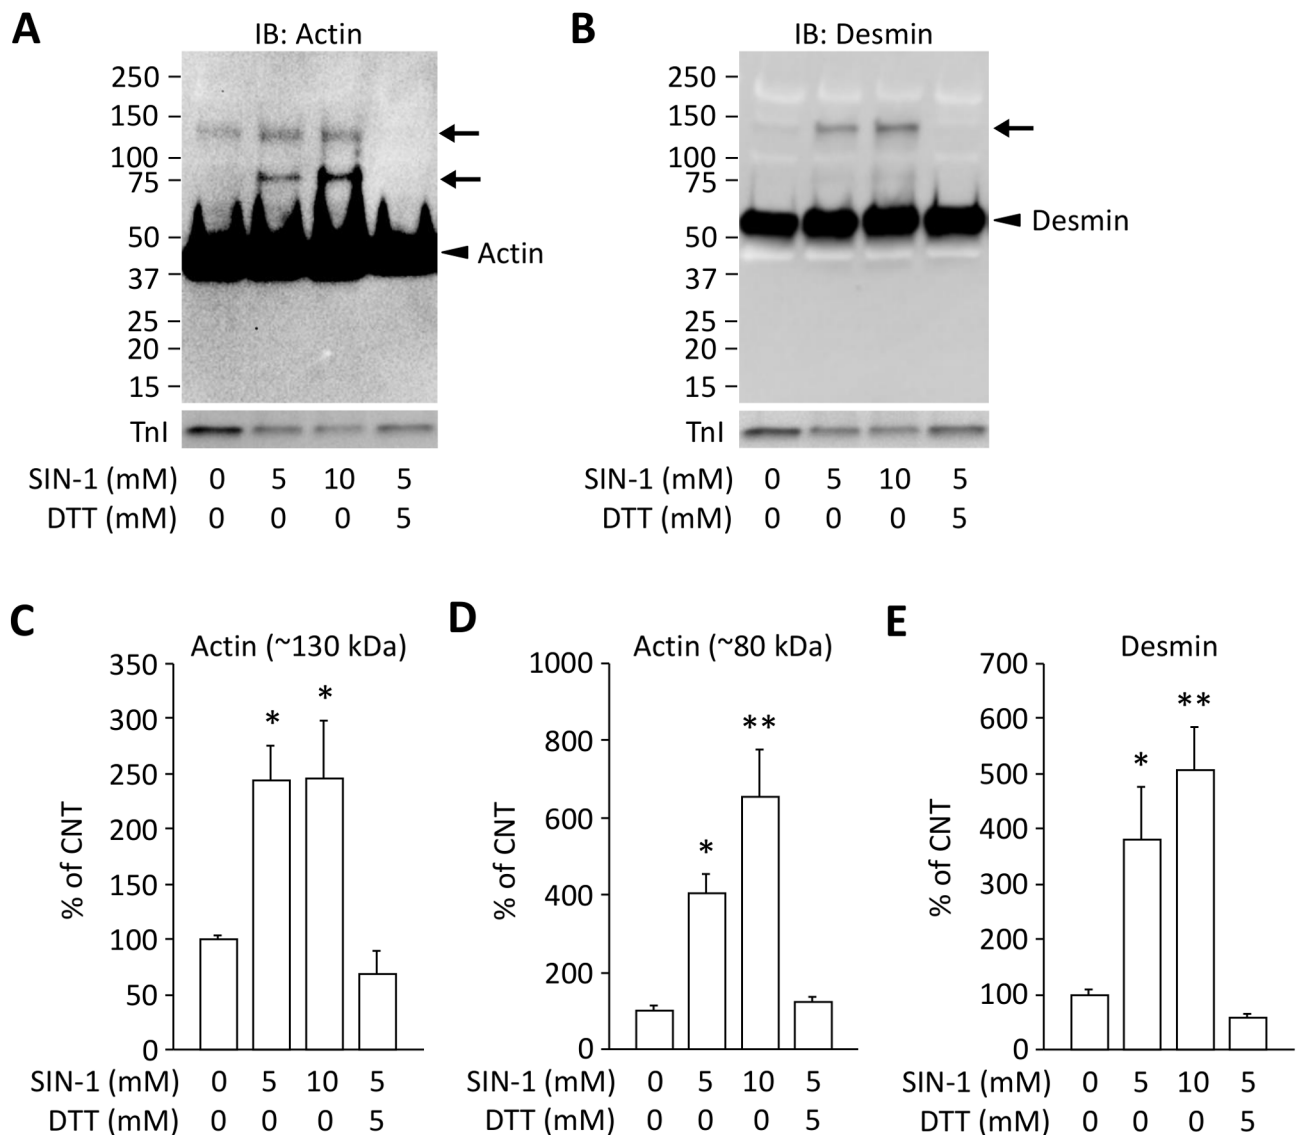 A
IB: Actin
250
150
100
75
50
37
25
20
15
Actin
TnI
SIN-1 (mM) 0 5 10 5
DTT (mM) 0 0 0 5
B
IB: Desmin
250
150
100
75
50
37
25
20
15
Desmin
TnI
SIN-1 (mM) 0 5 10 5
DTT (mM) 0 0 0 5
C
Actin (~130 kDa)
% of CNT
350
300
250
200
150
100
50
0
*
*
SIN-1 (mM) 0 5 10 5
DTT (mM) 0 0 0 5
D
Actin (~80 kDa)
% of CNT
1000
800
600
400
200
0
*
**
SIN-1 (mM) 0 5 10 5
DTT (mM) 0 0 0 5
E
Desmin
% of CNT
700
600
500
400
300
200
100
0
*
**
SIN-1 (mM) 0 5 10 5
DTT (mM) 0 0 0 5